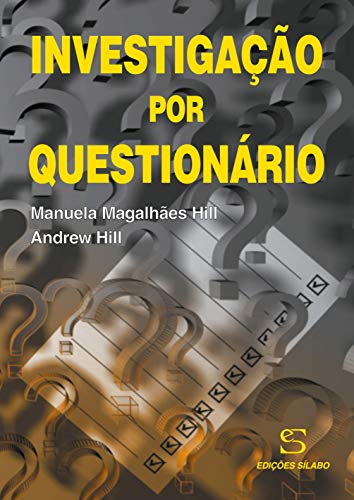 INVESTIGAÇÃO
POR
QUESTIONÁRIO
Manuela Magalhães Hill
Andrew Hill
EDIÇÕES SÍLABO